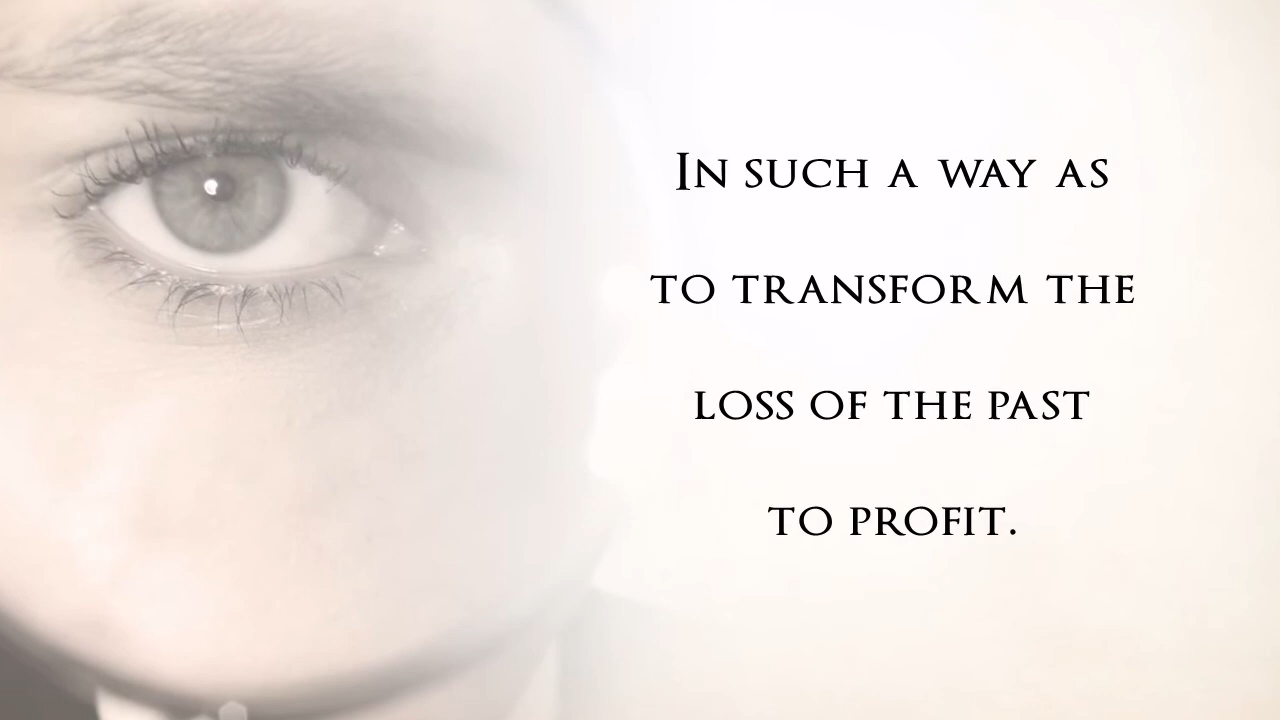 In such a way as
to transform the
loss of the past
to profit.